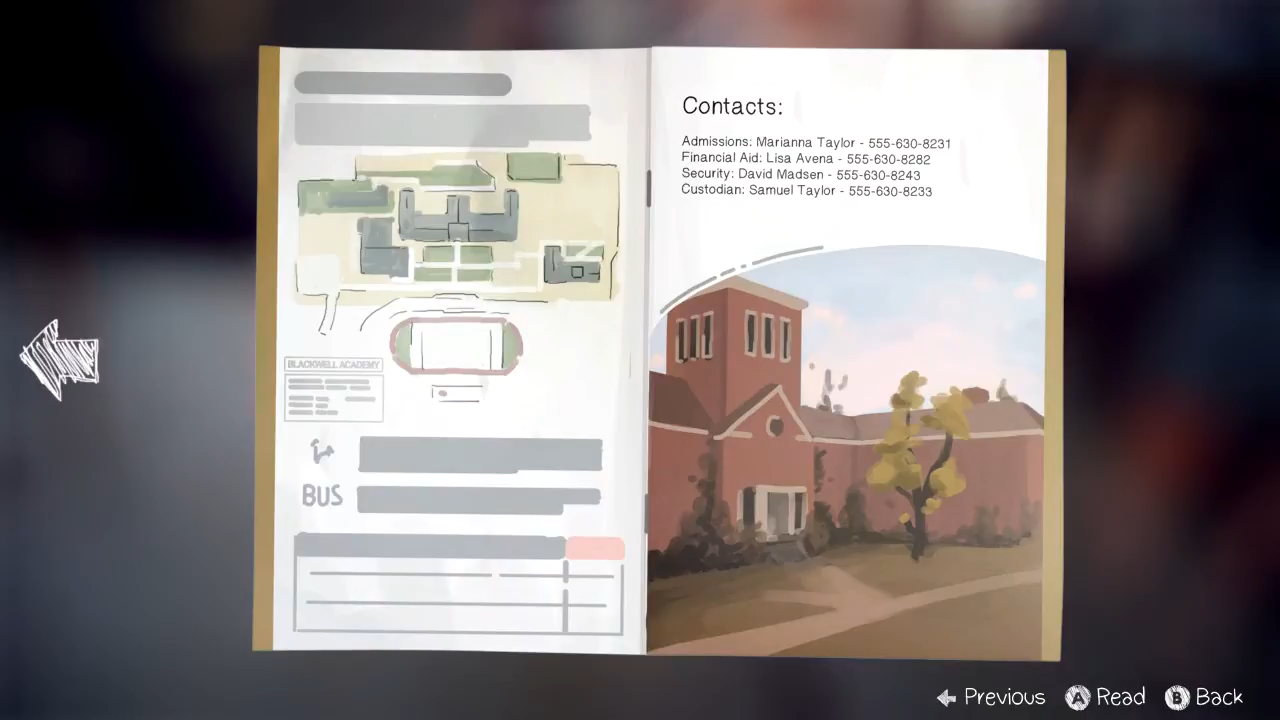 BLACKWELL ACADEMY
BUS
Contacts:
Admissions: Marianna Taylor - 555-630-8231
Financial Aid: Lisa Avena - 555-630-8282
Security: David Madsen - 555-630-8243
Custodian: Samuel Taylor - 555-630-8233
Previous
A Read
B Back